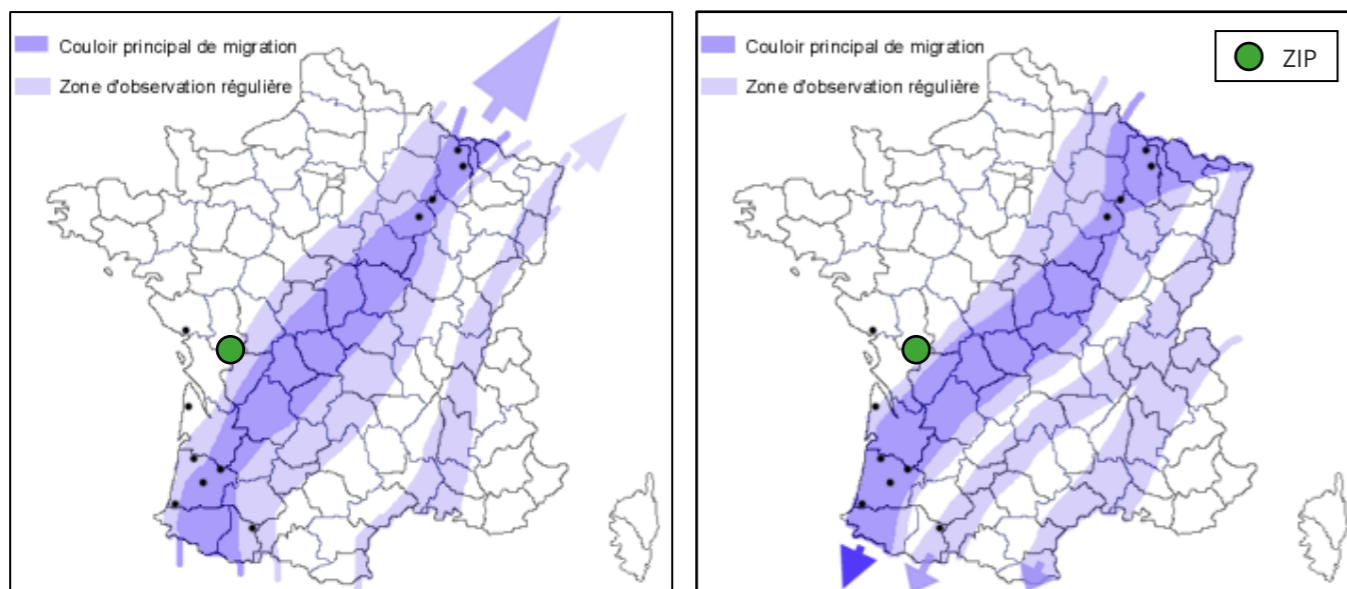 Couloir principal de migration
Zone d'observation régulière
Couloir principal de migration
Zone d'observation régulière
ZIP